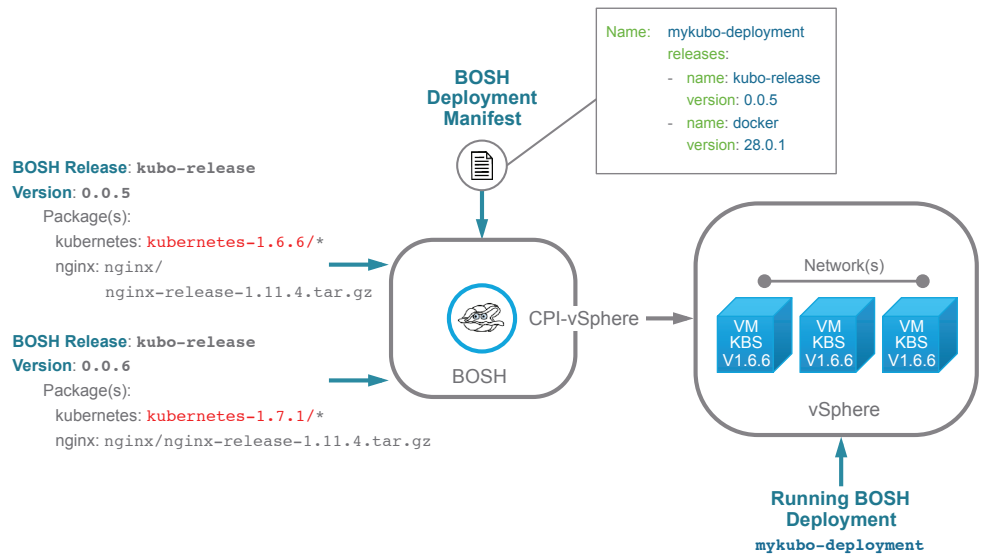 Name: mykubo-deployment
releases:
- name: kubo-release
version: 0.0.5
- name: docker
version: 28.0.1
BOSH
Deployment
Manifest
BOSH Release: kubo-release
Version: 0.0.5
Package(s):
kubernetes: kubernetes-1.6.6/*
nginx: nginx/
nginx-release-1.11.4.tar.gz
BOSH Release: kubo-release
Version: 0.0.6
Package(s):
kubernetes: kubernetes-1.7.1/*
nginx: nginx/nginx-release-1.11.4.tar.gz
BOSH
CPI-vSphere
Network(s)
VM
KBS
V1.6.6
VM
KBS
V1.6.6
VM
KBS
V1.6.6
vSphere
Running BOSH
Deployment
mykubo-deployment